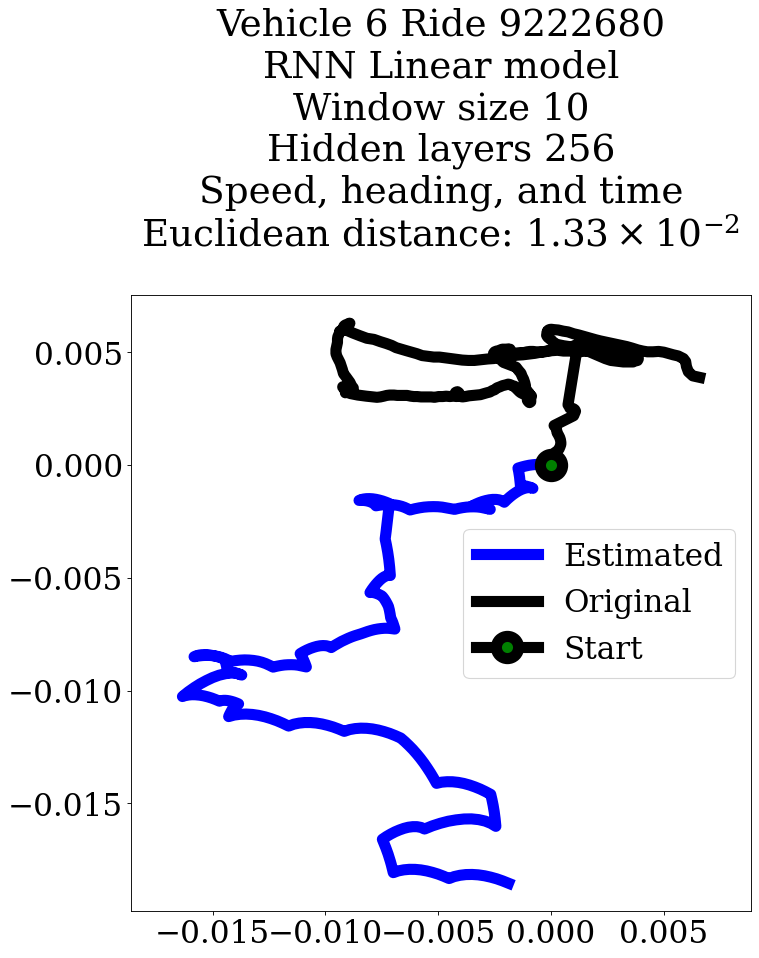 Vehicle 6 Ride 9222680
RNN Linear model
Window size 10
Hidden layers 256
Speed, heading, and time
Euclidean distance: 1.33 × 10⁻²
0.005
0.000
−0.005
−0.010
−0.015
Estimated
Original
Start
−0.015−0.010−0.005 0.000 0.005